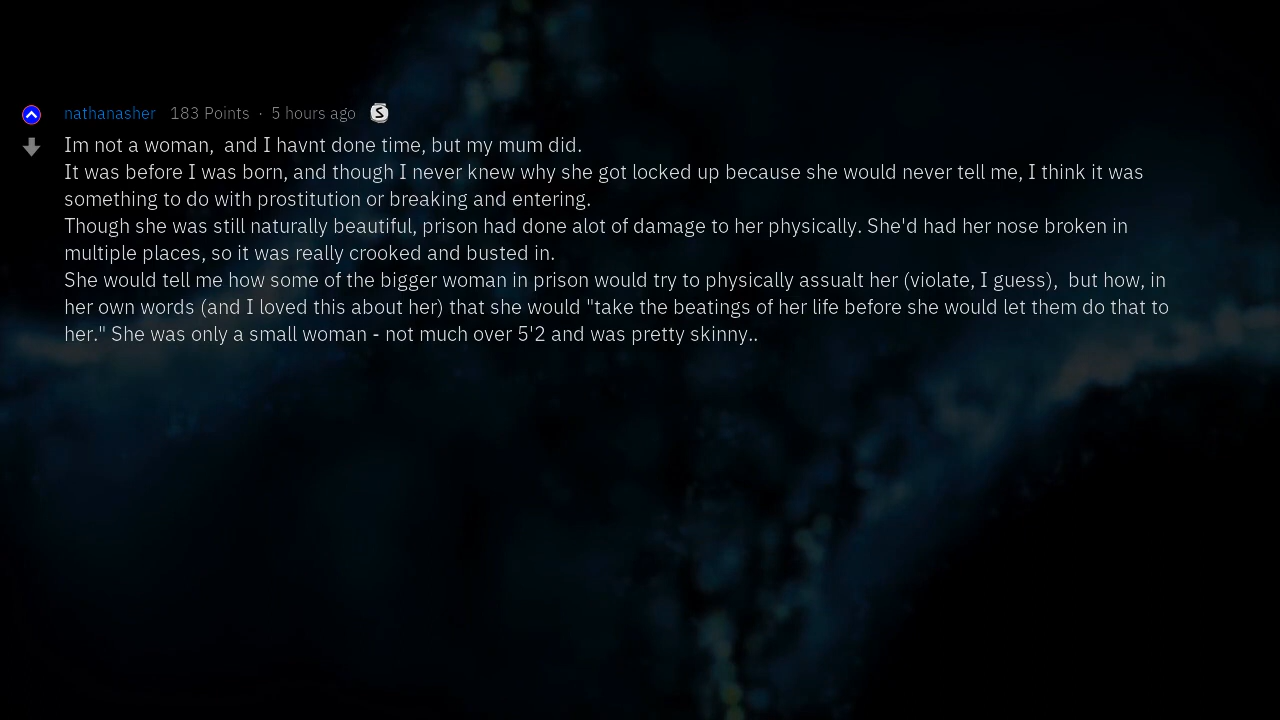 nathanasher 183 Points · 5 hours ago S
Im not a woman,  and I havnt done time, but my mum did.
It was before I was born, and though I never knew why she got locked up because she would never tell me, I think it was
something to do with prostitution or breaking and entering.
Though she was still naturally beautiful, prison had done alot of damage to her physically. She'd had her nose broken in
multiple places, so it was really crooked and busted in.
She would tell me how some of the bigger woman in prison would try to physically assualt her (violate, I guess),  but how, in
her own words (and I loved this about her) that she would "take the beatings of her life before she would let them do that to
her." She was only a small woman - not much over 5'2 and was pretty skinny..